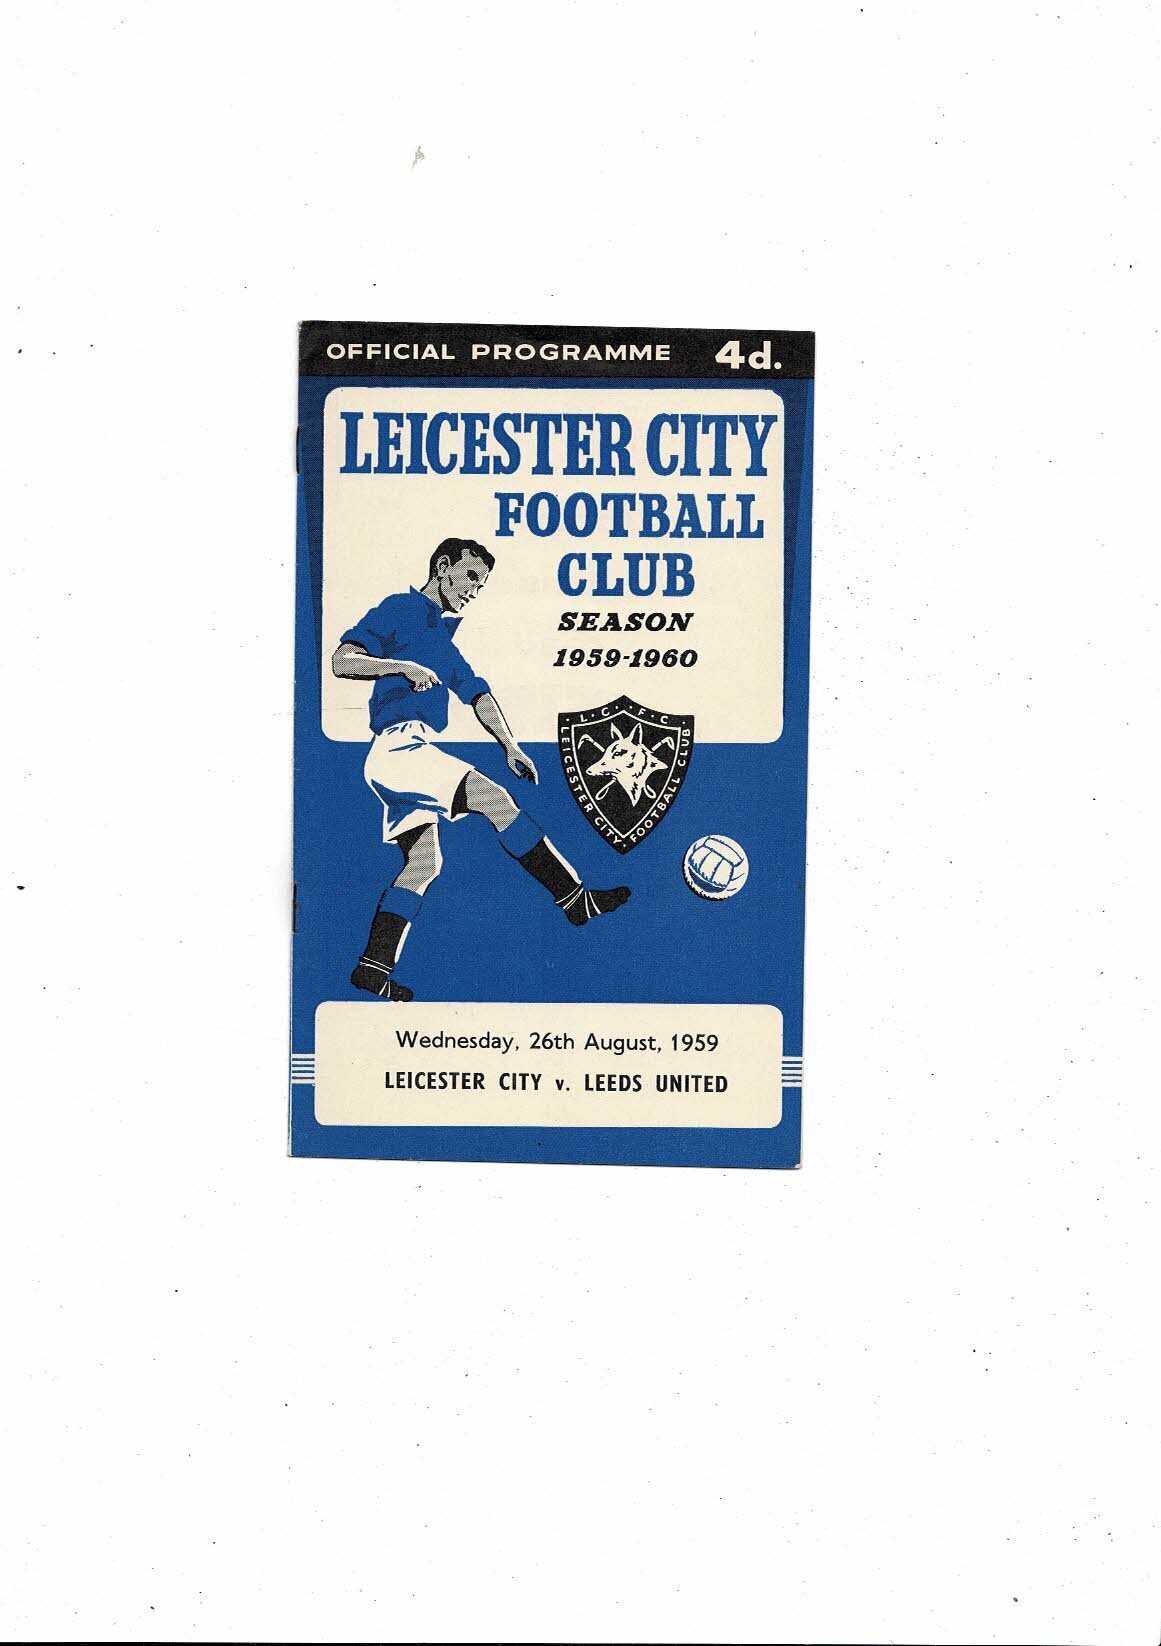 OFFICIAL PROGRAMME 4d.
LEICESTER CITY
FOOTBALL
CLUB
SEASON
1959-1960
· L · C · F · C ·
LEICESTER CITY · FOOTBALL CLUB
Wednesday, 26th August, 1959
LEICESTER CITY v. LEEDS UNITED